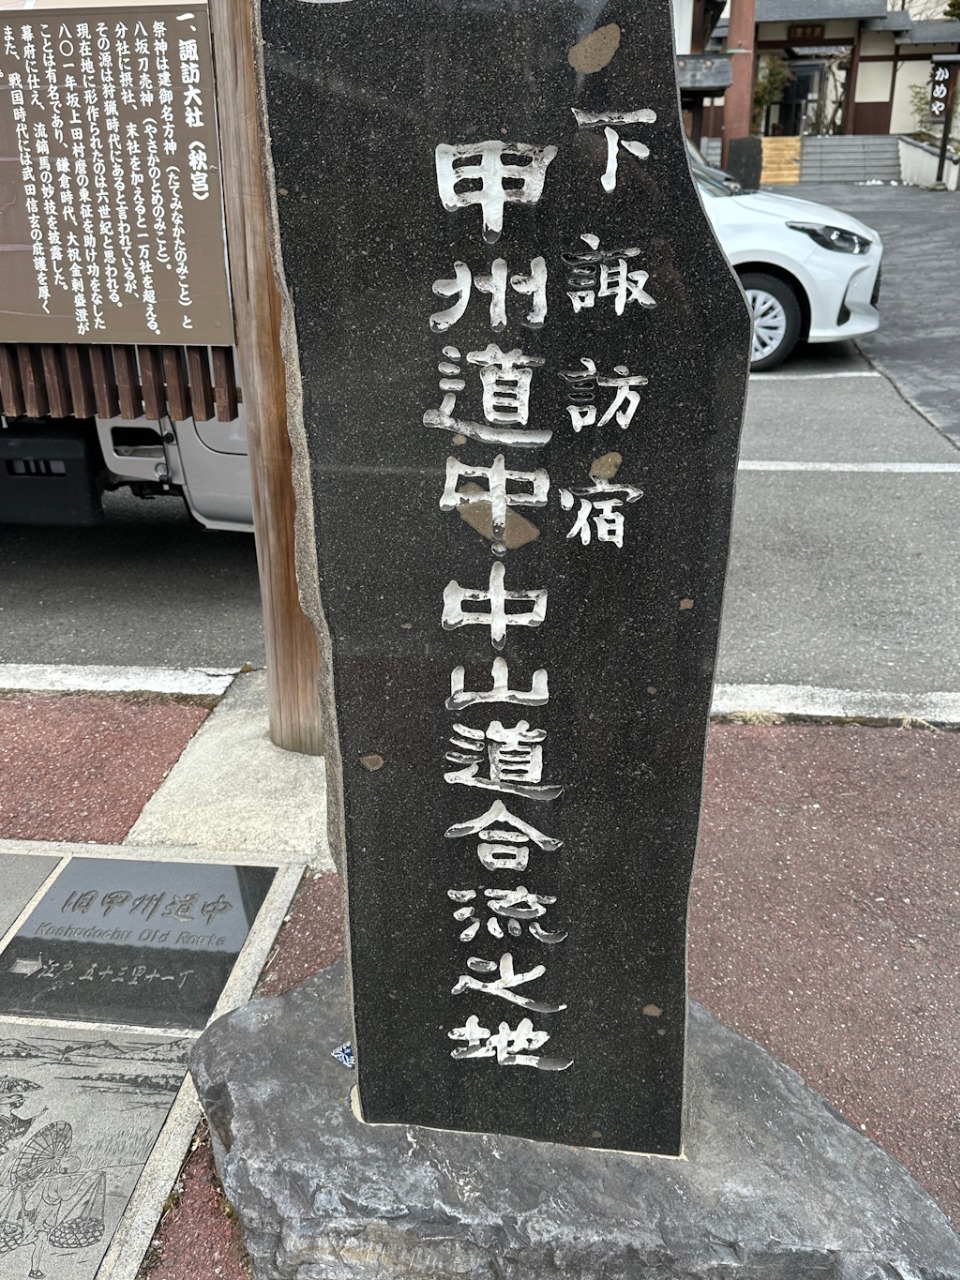 下諏訪宿
甲州道中中山道合流之地
一、諏訪大社(秋宮)
祭神は建御名方神(たてみなかたのみこと)と
八坂刀売神(やさかのとめのみこと)。
分社に摂社、末社を加えると一万社を超える。
その源は狩猟時代にあると言われているが、
現在地に形作られたのは六世紀と思われる。
八〇一年坂上田村麿の東征を助け功をなした
ことは有名であり、鎌倉時代、大祝金刺盛澄が
幕府に仕え、流鏑馬の妙技を披露した。
また、戦国時代には武田信玄の庇護を厚く
かめや
旧甲州道中
Koshudochu Old Route
江戸 五十三里十一丁